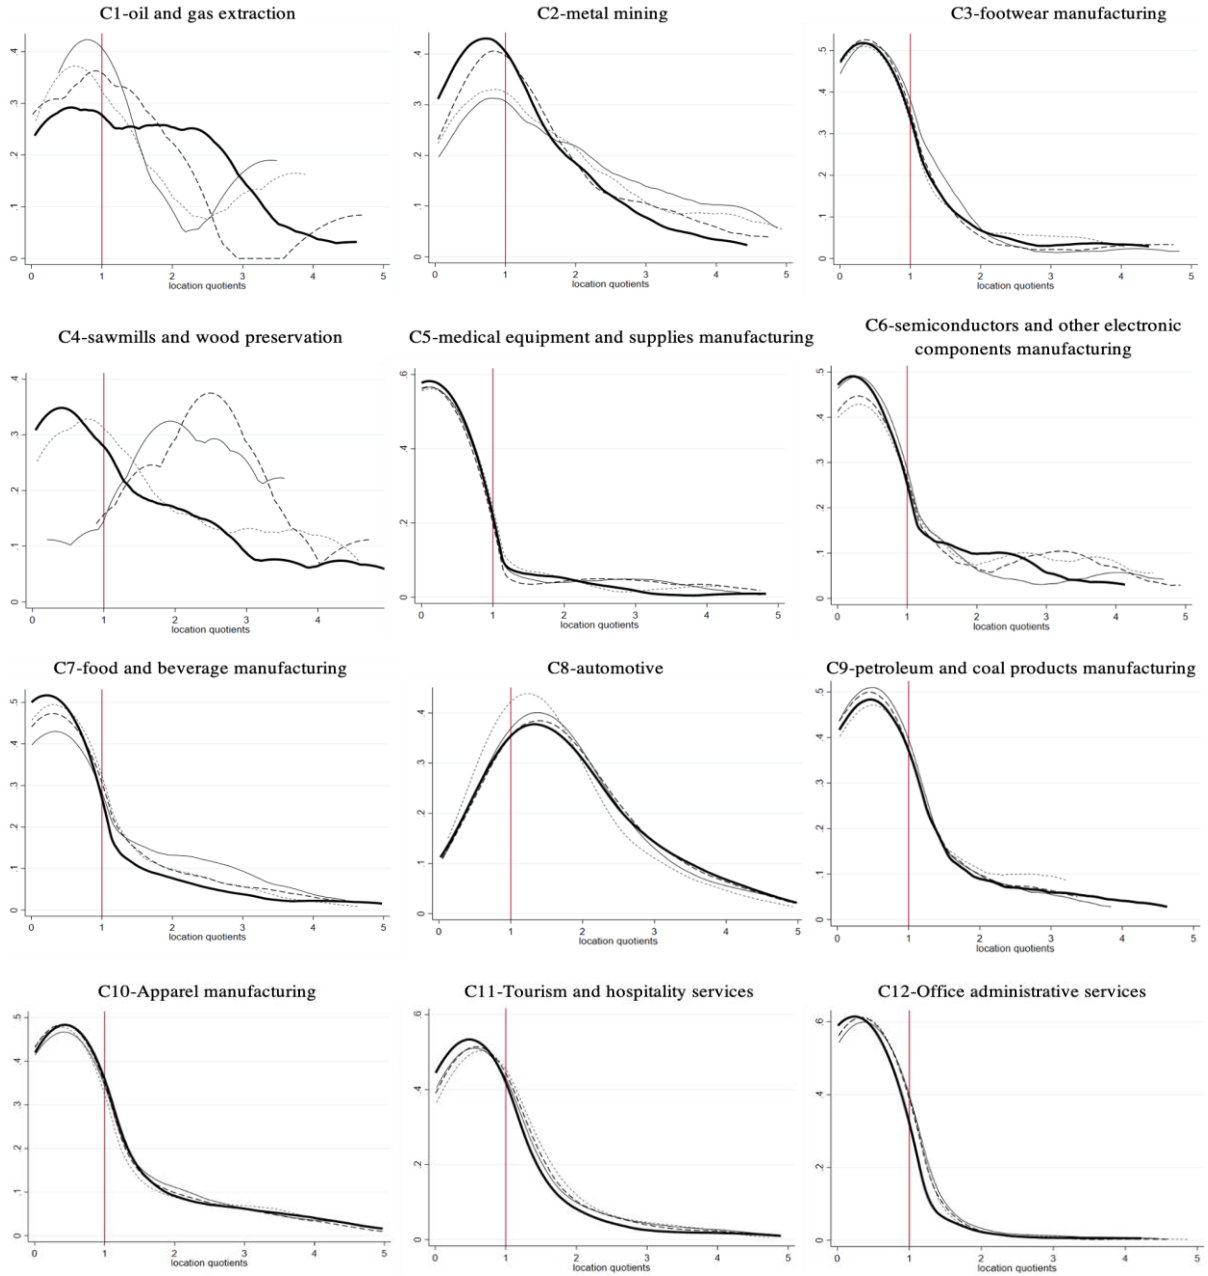 C1-oil and gas extraction
0 .1 .2 .3 .4
0 1 2 3 4 5
location quotients
C2-metal mining
0 .1 .2 .3 .4
0 1 2 3 4 5
location quotients
C3-footwear manufacturing
0 .1 .2 .3 .4 .5
0 1 2 3 4 5
location quotients
C4-sawmills and wood preservation
0 .1 .2 .3 .4
0 1 2 3 4
location quotients
C5-medical equipment and supplies manufacturing
0 .2 .4 .6
0 1 2 3 4 5
location quotients
C6-semiconductors and other electronic
components manufacturing
0 .1 .2 .3 .4 .5
0 1 2 3 4 5
location quotients
C7-food and beverage manufacturing
0 .1 .2 .3 .4 .5
0 1 2 3 4 5
location quotients
C8-automotive
0 .1 .2 .3 .4
0 1 2 3 4 5
location quotients
C9-petroleum and coal products manufacturing
0 .1 .2 .3 .4 .5
0 1 2 3 4 5
location quotients
C10-Apparel manufacturing
0 .1 .2 .3 .4 .5
0 1 2 3 4 5
location quotients
C11-Tourism and hospitality services
0 .2 .4 .6
0 1 2 3 4 5
location quotients
C12-Office administrative services
0 .2 .4 .6
0 1 2 3 4 5
location quotients